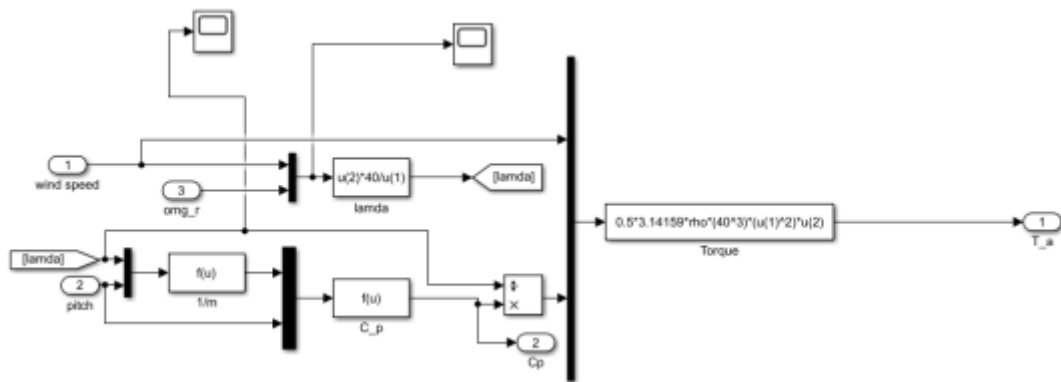 1
wind speed
3
omg_r
u(2)*40/u(1)
lamda
[lamda]
0.5*3.14159*rho*(40^3)*(u(1)^2)*u(2)
Torque
1
T_a
[lamda]
2
pitch
f(u)
1/m
f(u)
C_p
÷
×
2
Cp